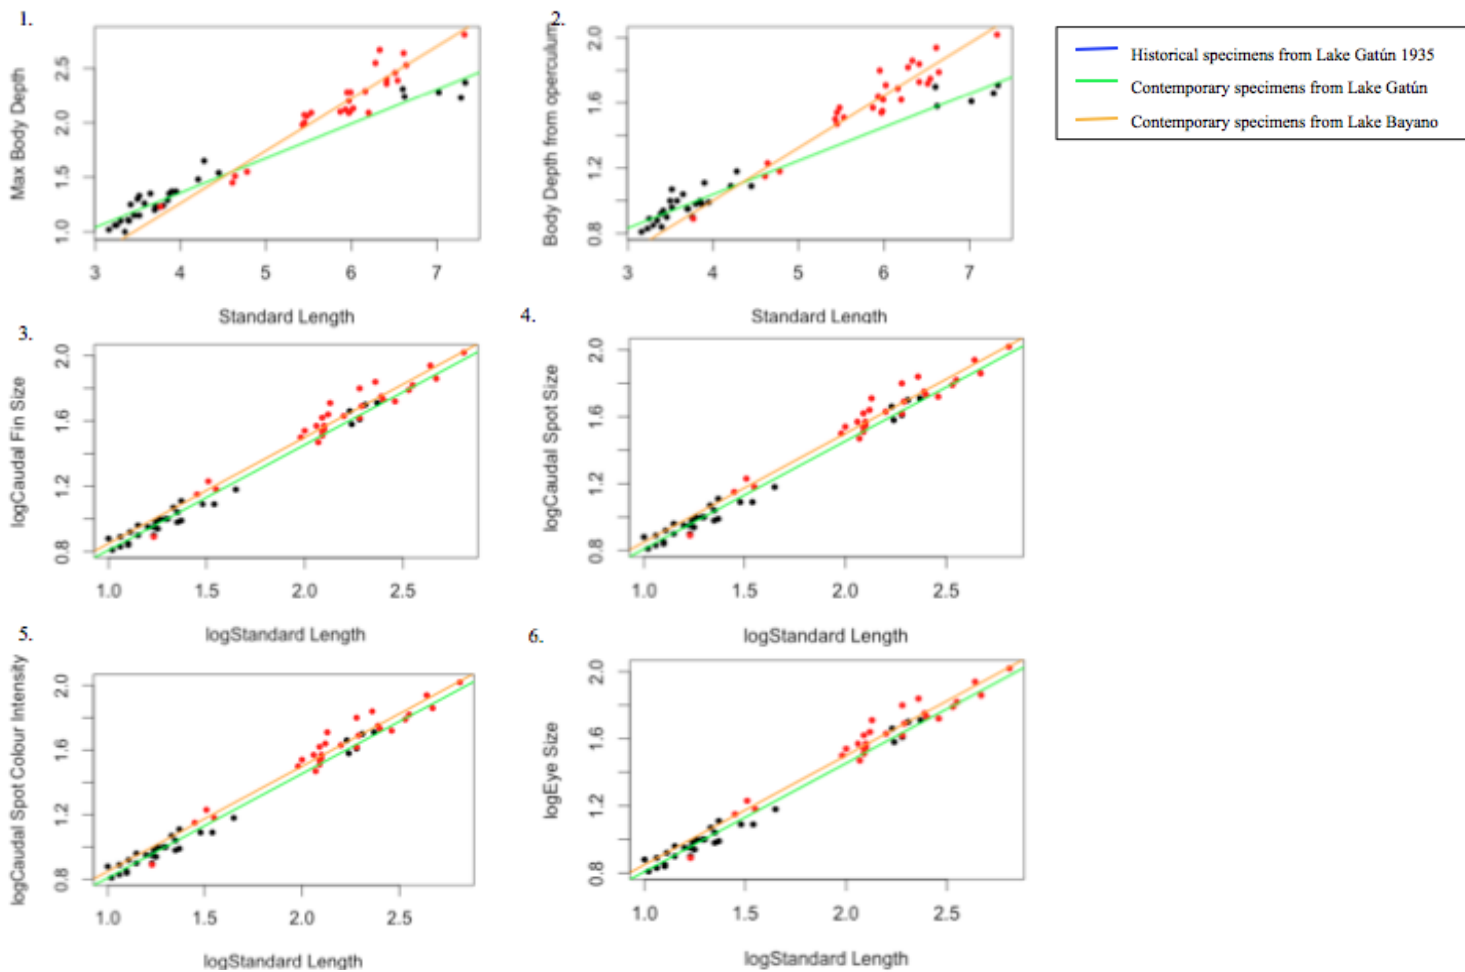 1.
Max Body Depth
1.0 1.5 2.0 2.5
3 4 5 6 7
Standard Length
2.
Body Depth from operculum
0.8 1.2 1.6 2.0
3 4 5 6 7
Standard Length
Historical specimens from Lake Gatún 1935
Contemporary specimens from Lake Gatún
Contemporary specimens from Lake Bayano
3.
logCaudal Fin Size
0.8 1.2 1.6 2.0
1.0 1.5 2.0 2.5
logStandard Length
4.
logCaudal Spot Size
0.8 1.2 1.6 2.0
1.0 1.5 2.0 2.5
logStandard Length
5.
logCaudal Spot Colour Intensity
0.8 1.2 1.6 2.0
1.0 1.5 2.0 2.5
logStandard Length
6.
logEye Size
0.8 1.2 1.6 2.0
1.0 1.5 2.0 2.5
logStandard Length